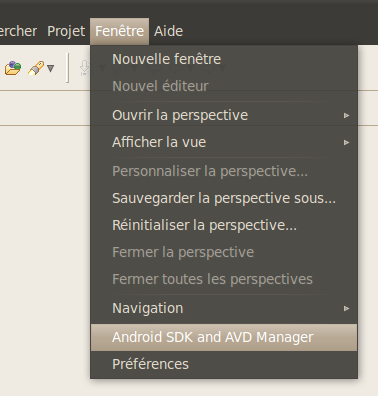 ercher Projet Fenêtre Aide
Nouvelle fenêtre
Nouvel éditeur
Ouvrir la perspective
Afficher la vue
Personnaliser la perspective...
Sauvegarder la perspective sous...
Réinitialiser la perspective...
Fermer la perspective
Fermer toutes les perspectives
Navigation
Android SDK and AVD Manager
Préférences